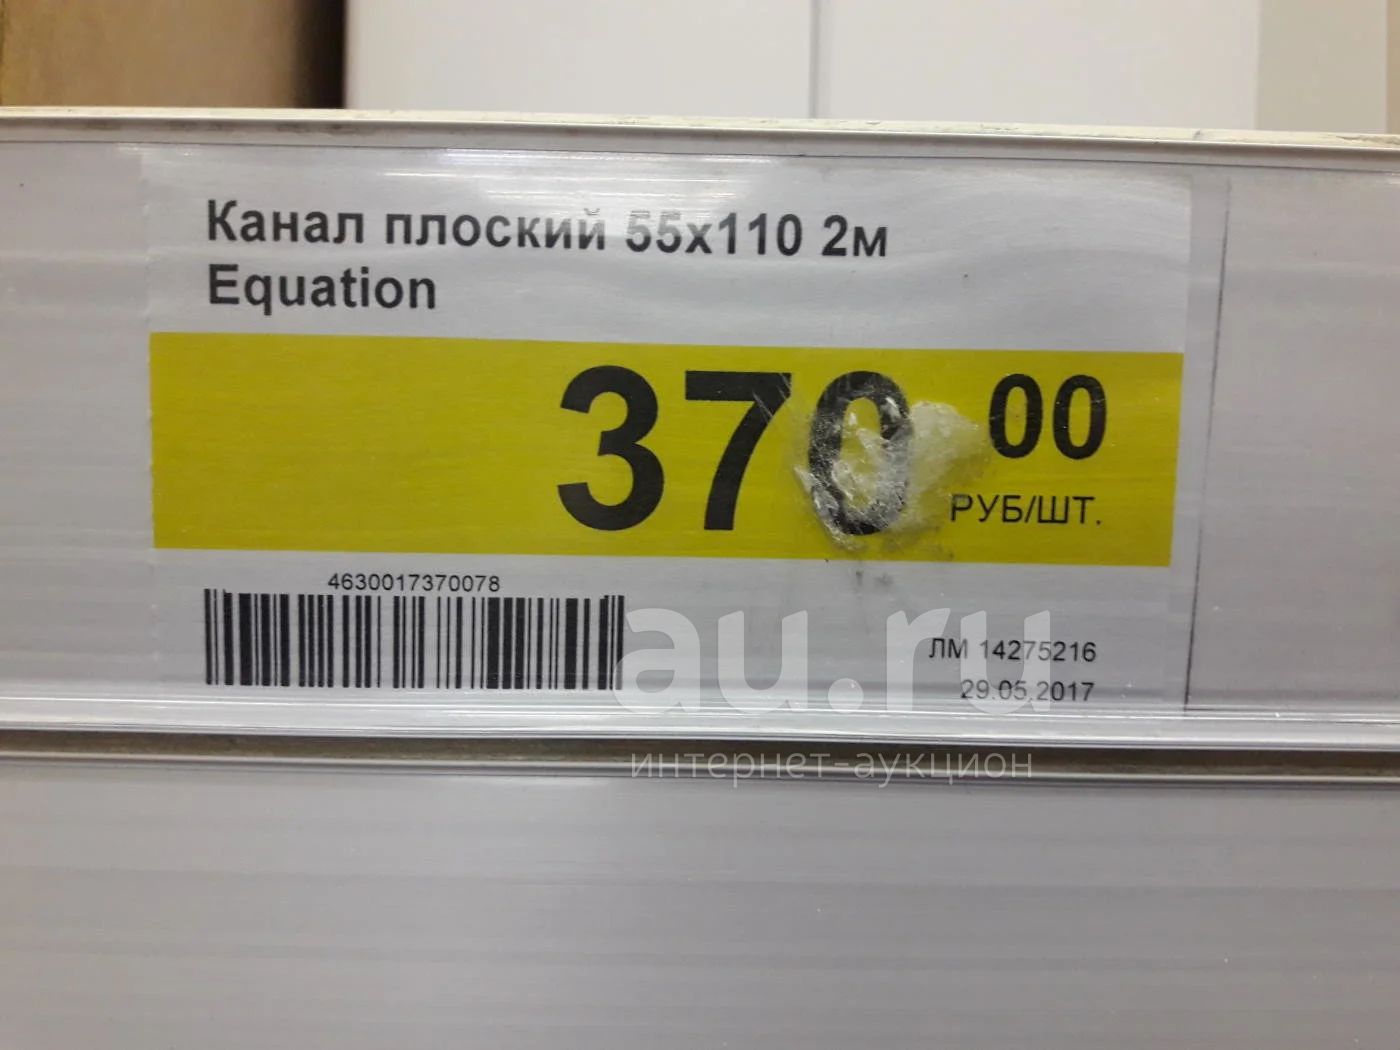 Канал плоский 55х110 2м
Equation
370 00
РУБ/ШТ.
4630017370078
ЛМ 14275216
29.05.2017
au.ru
интернет-аукцион